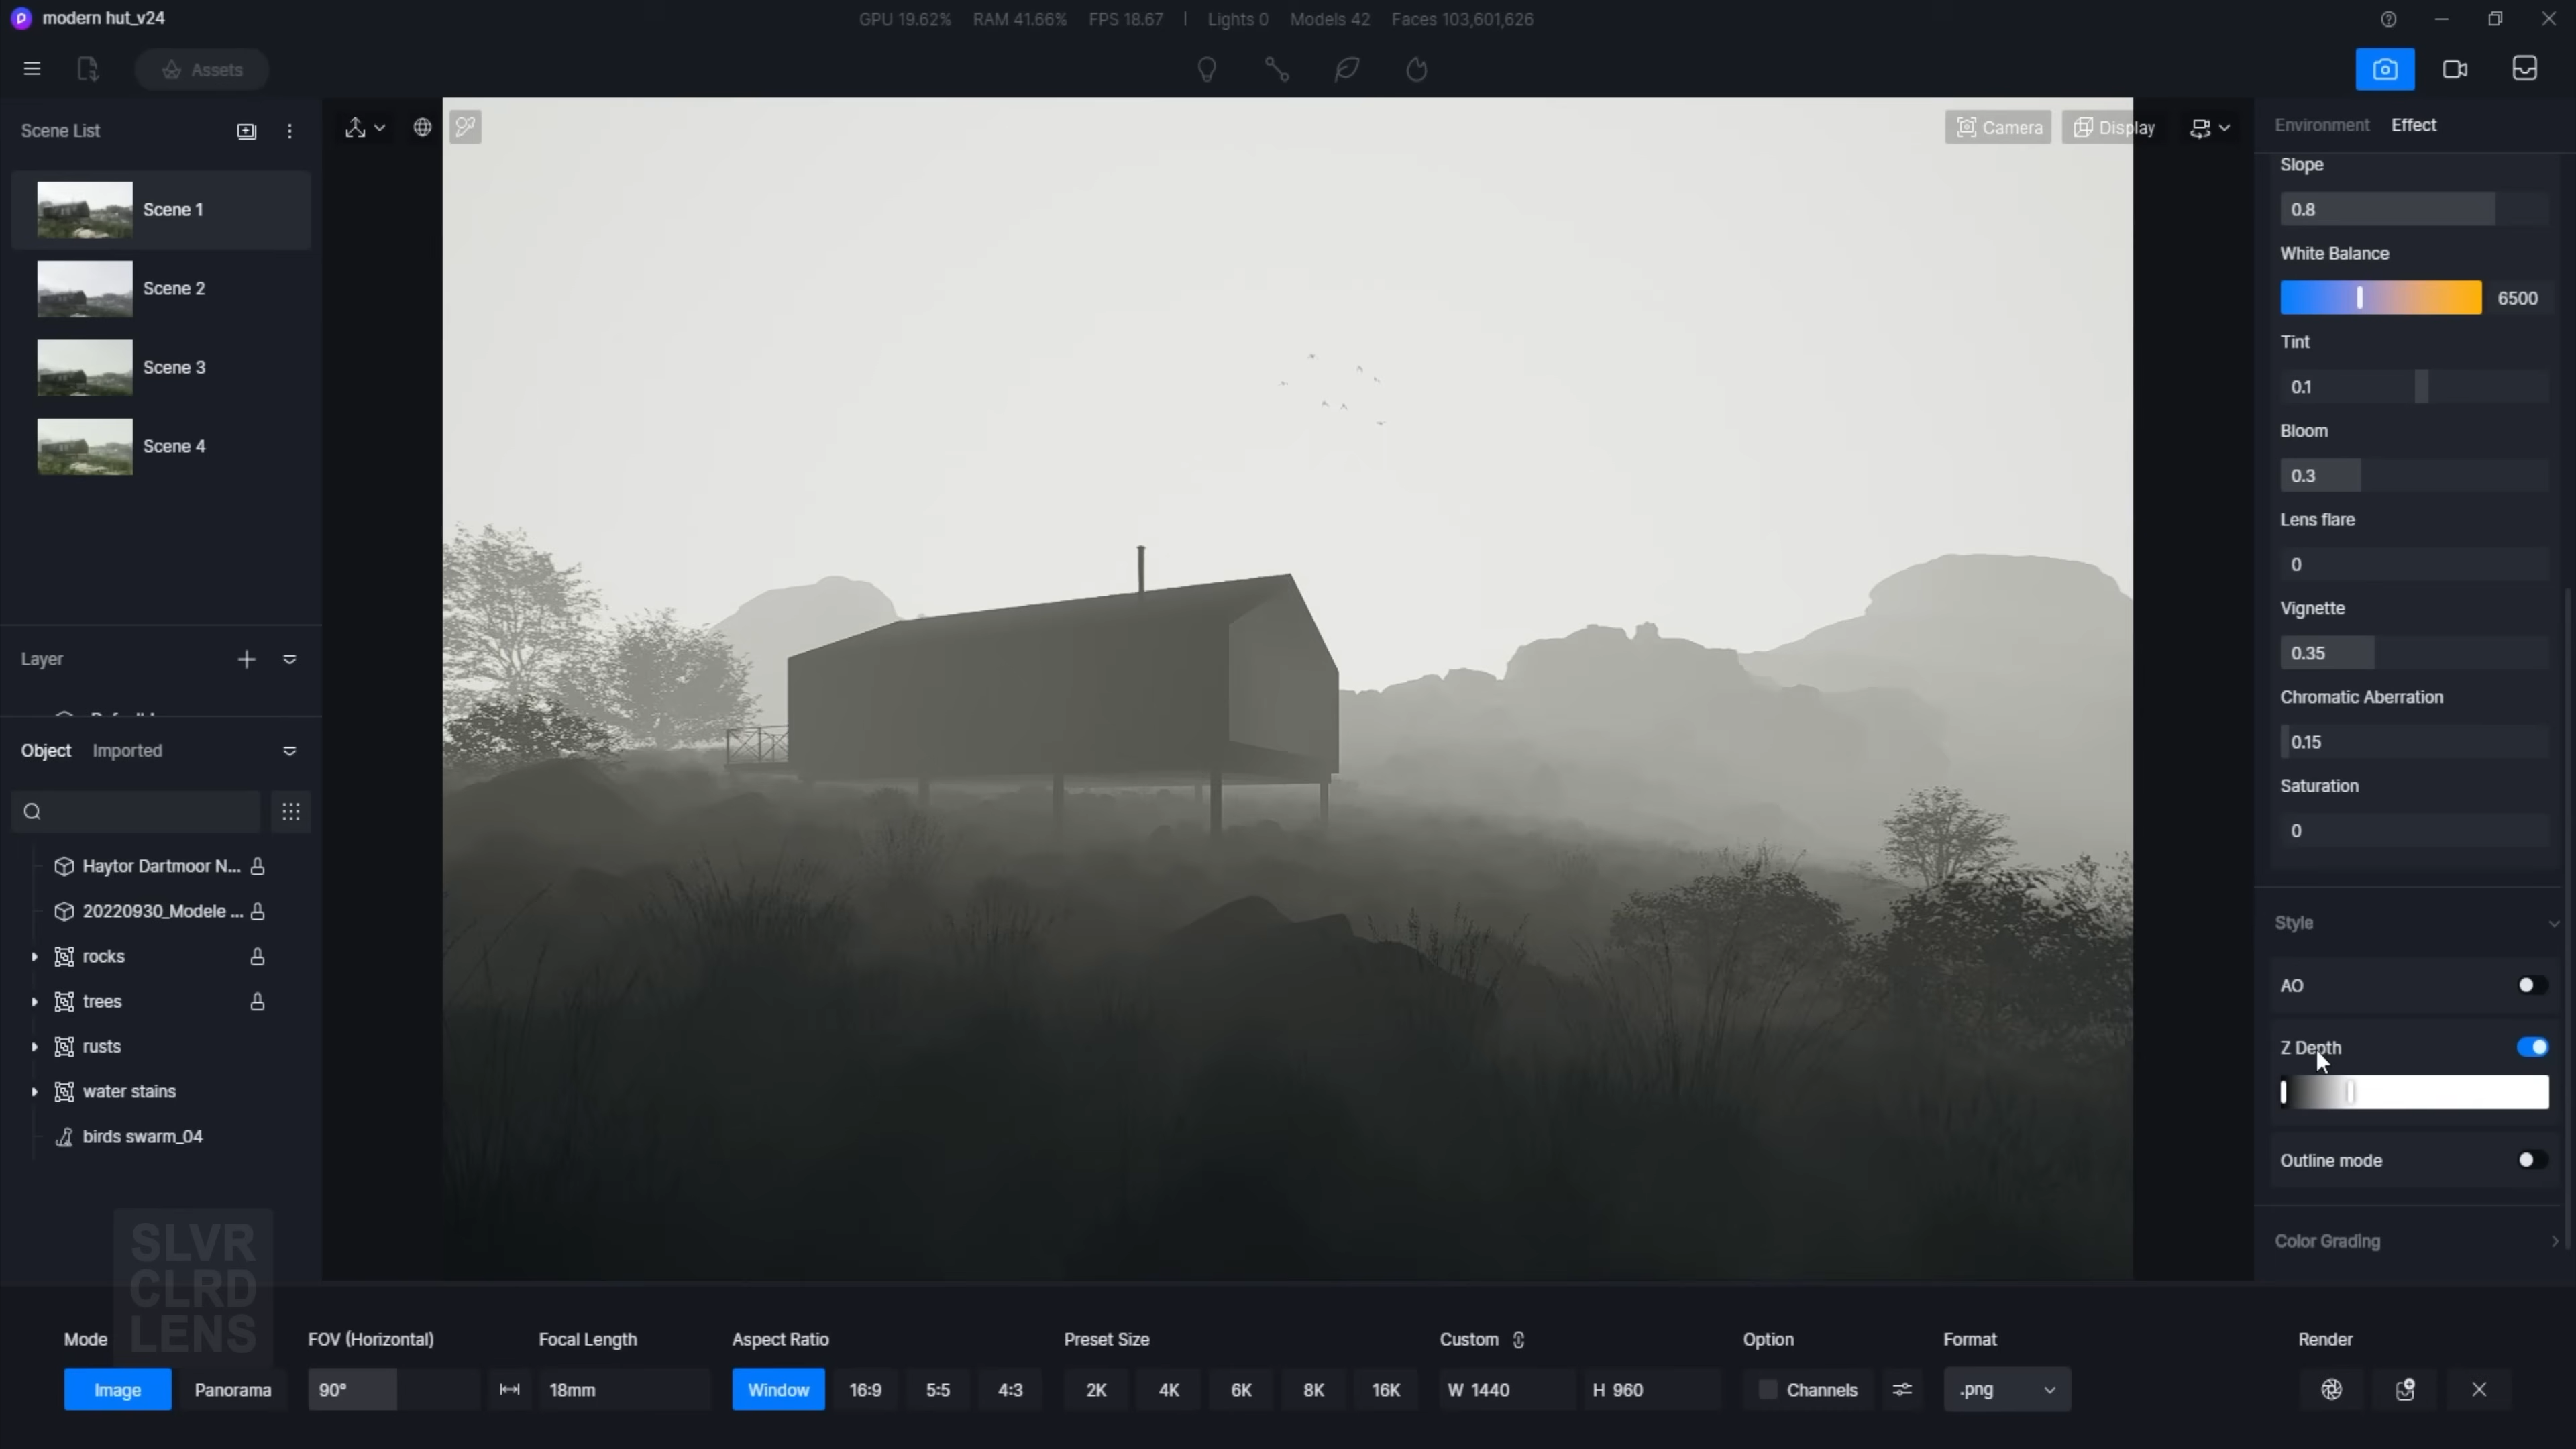 modern hut_v24
GPU 19.62% RAM 41.66% FPS 18.67 | Lights 0 Models 42 Faces 103,601,626
Assets
Scene List
Scene 1
Scene 2
Scene 3
Scene 4
Layer
Object Imported
Haytor Dartmoor N...
20220930_Modele ...
rocks
trees
rusts
water stains
birds swarm_04
Camera Display
Environment Effect
Slope
0.8
White Balance
6500
Tint
0.1
Bloom
0.3
Lens flare
0
Vignette
0.35
Chromatic Aberration
0.15
Saturation
0
Style
AO
Z Depth
Outline mode
Color Grading
SLVR
CLRD
LENS
Mode FOV (Horizontal) Focal Length Aspect Ratio Preset Size Custom Option Format Render
Image Panorama 90° 18mm Window 16:9 5:5 4:3 2K 4K 6K 8K 16K W 1440 H 960 Channels .png